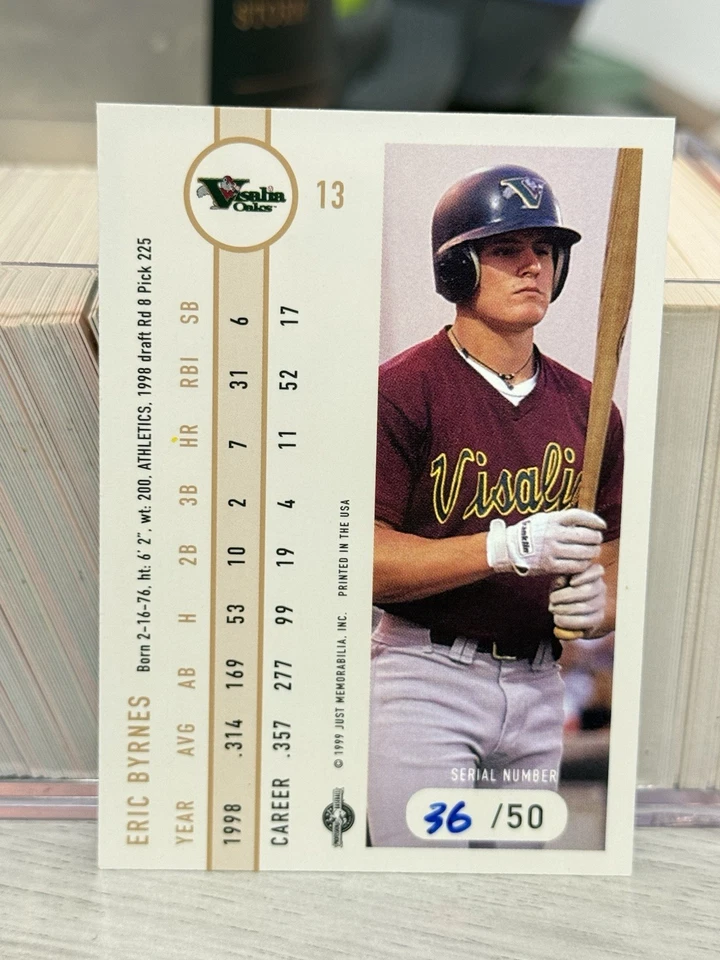 ERIC BYRNES Born 2-16-76, ht: 6' 2", wt: 200, ATHLETICS, 1998 draft Rd 8 Pick 225
YEAR AVG AB H 2B 3B HR RBI SB
1998 .314 169 53 10 2 7 31 6
CAREER .357 277 99 19 4 11 52 17
© 1999 JUST MEMORABILIA, INC. PRINTED IN THE USA
Visalia
Oaks™
13
V
Visalia
Franklin
SERIAL NUMBER
36 /50